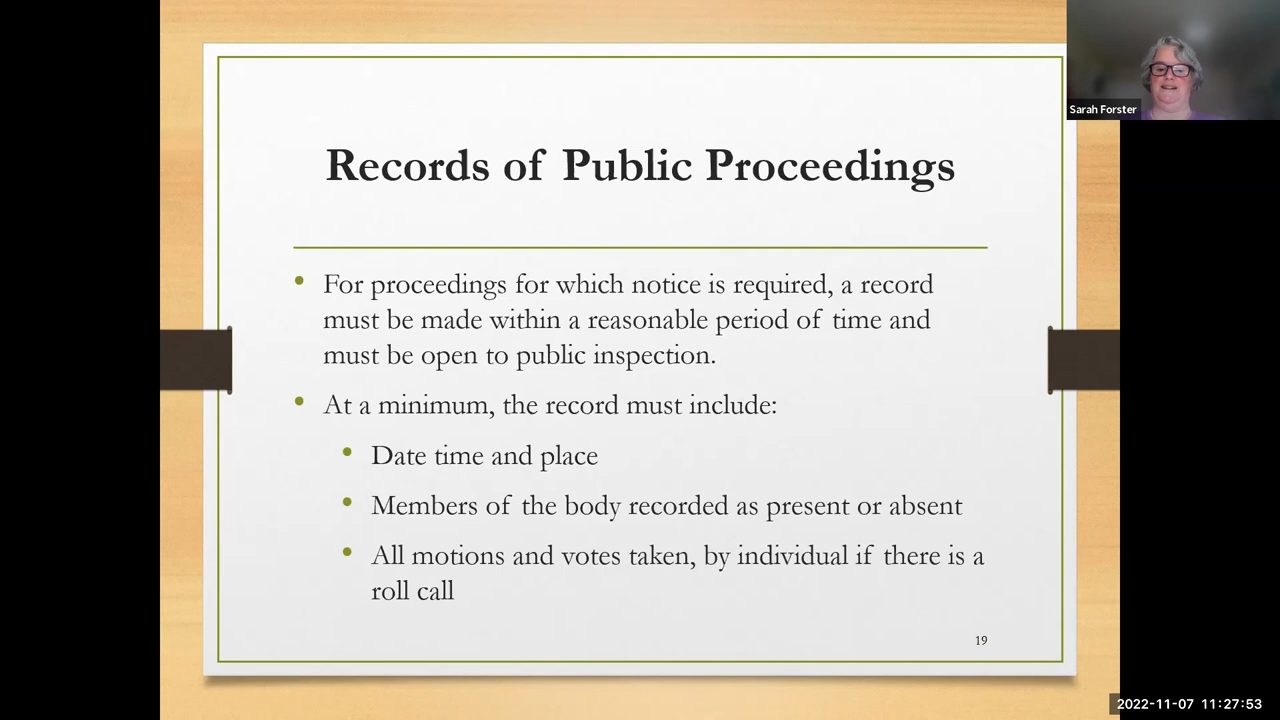 Sarah Forster
Records of Public Proceedings
• For proceedings for which notice is required, a record
must be made within a reasonable period of time and
must be open to public inspection.
• At a minimum, the record must include:
• Date time and place
• Members of the body recorded as present or absent
• All motions and votes taken, by individual if there is a
roll call
19
2022-11-07 11:27:53